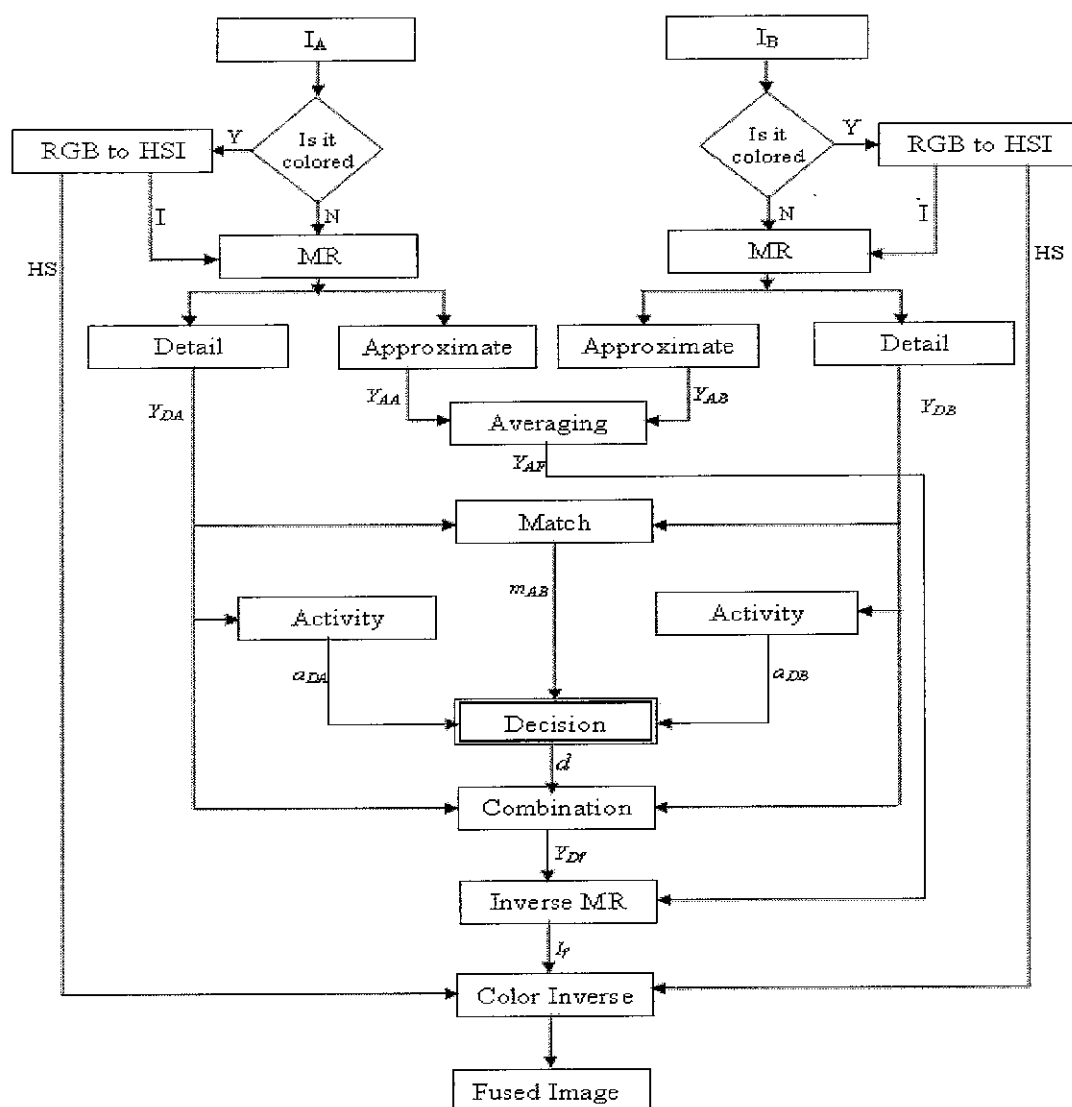 I_A
I_B
Is it
colored
Y
RGB to HSI
Is it
colored
Y
RGB to HSI
N
I
N
I
MR
MR
HS
HS
Detail
Approximate
Approximate
Detail
Y_DA
Y_AA
Y_AB
Y_DB
Averaging
Y_AF
Match
m_AB
Activity
Activity
a_DA
a_DB
Decision
d
Combination
Y_Df
Inverse MR
I_f
Color Inverse
Fused Image